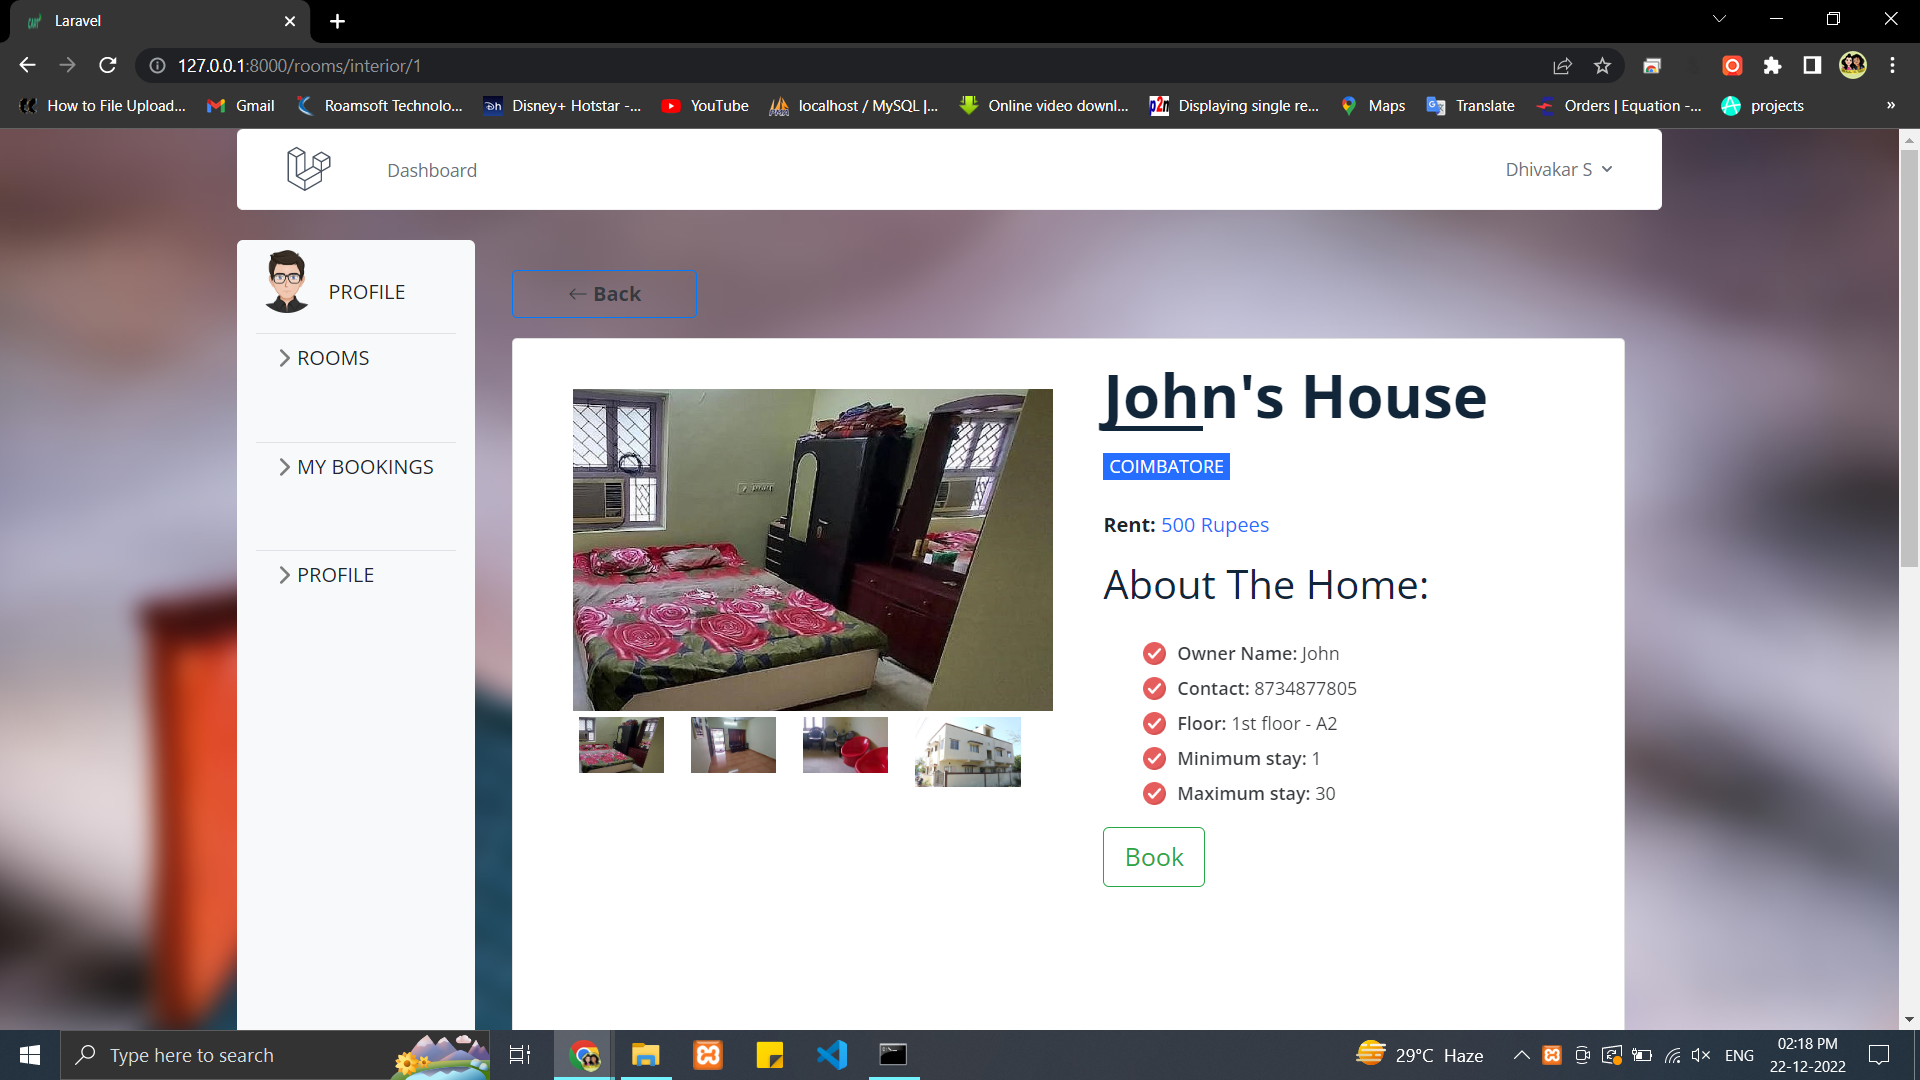 Laravel
127.0.0.1:8000/rooms/interior/1
How to File Upload... Gmail Roamsoft Technolo... Disney+ Hotstar -... YouTube localhost / MySQL |... Online video downl... Displaying single re... Maps Translate Orders | Equation -... projects »
Dashboard
Dhivakar S
PROFILE
ROOMS
MY BOOKINGS
PROFILE
← Back
John's House
COIMBATORE
Rent: 500 Rupees
About The Home:
Owner Name: John
Contact: 8734877805
Floor: 1st floor - A2
Minimum stay: 1
Maximum stay: 30
Book
Type here to search
29°C Haze
ENG
02:18 PM
22-12-2022